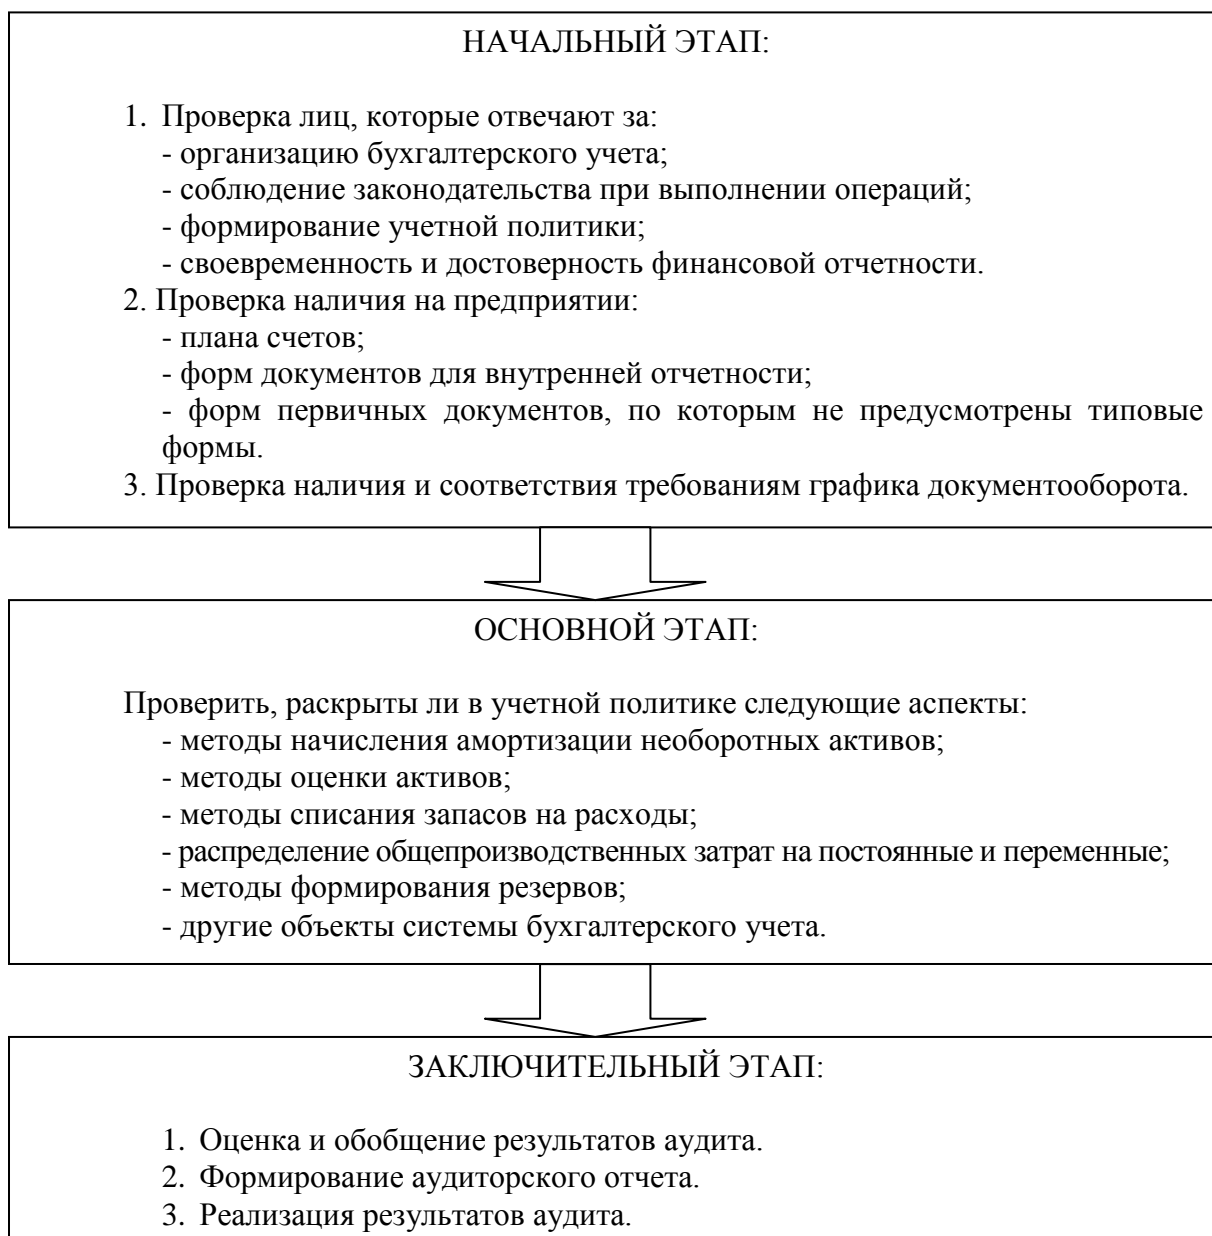 НАЧАЛЬНЫЙ ЭТАП:
1. Проверка лиц, которые отвечают за:
- организацию бухгалтерского учета;
- соблюдение законодательства при выполнении операций;
- формирование учетной политики;
- своевременность и достоверность финансовой отчетности.
2. Проверка наличия на предприятии:
- плана счетов;
- форм документов для внутренней отчетности;
- форм первичных документов, по которым не предусмотрены типовые
формы.
3. Проверка наличия и соответствия требованиям графика документооборота.
ОСНОВНОЙ ЭТАП:
Проверить, раскрыты ли в учетной политике следующие аспекты:
- методы начисления амортизации необоротных активов;
- методы оценки активов;
- методы списания запасов на расходы;
- распределение общепроизводственных затрат на постоянные и переменные;
- методы формирования резервов;
- другие объекты системы бухгалтерского учета.
ЗАКЛЮЧИТЕЛЬНЫЙ ЭТАП:
1. Оценка и обобщение результатов аудита.
2. Формирование аудиторского отчета.
3. Реализация результатов аудита.